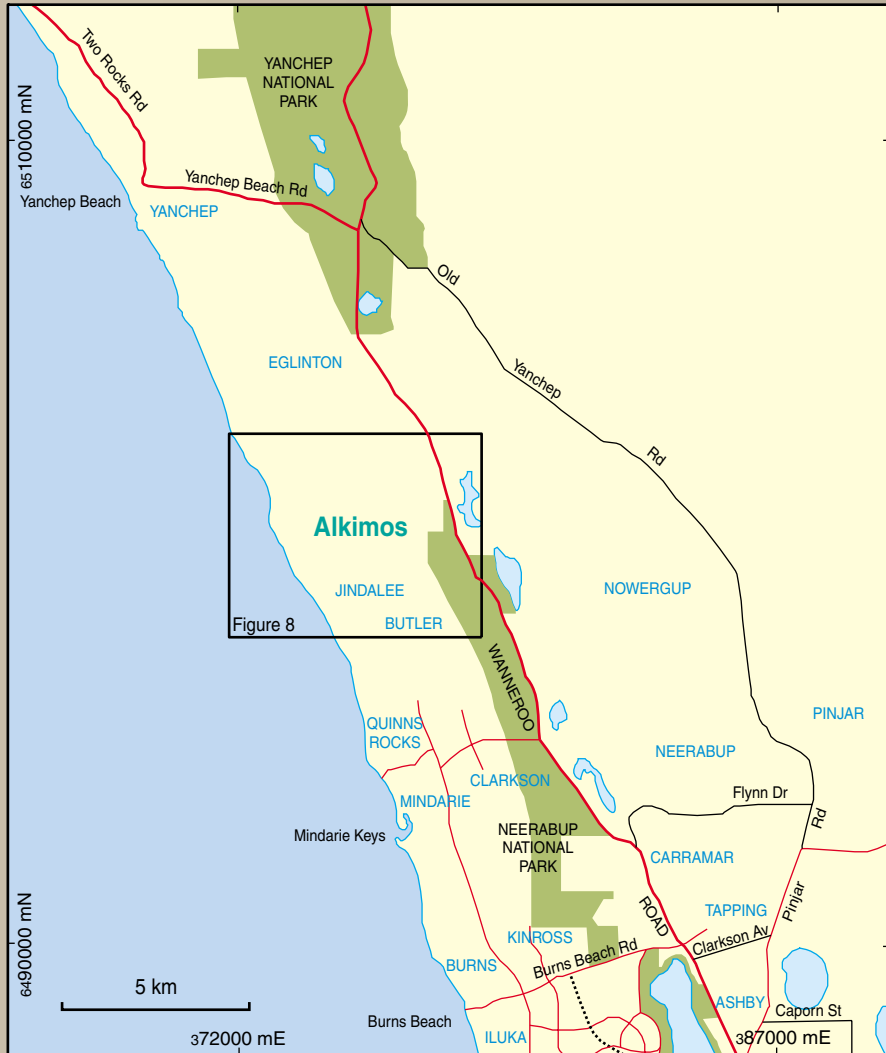 Two Rocks Rd
YANCHEP
NATIONAL
PARK
6510000 mN
Yanchep Beach Rd
Yanchep Beach
YANCHEP
Old
Yanchep
Rd
EGLINTON
Alkimos
JINDALEE
BUTLER
Figure 8
NOWERGUP
WANNEROO
PINJAR
QUINNS
ROCKS
NEERABUP
CLARKSON
MINDARIE
Flynn Dr
Rd
Mindarie Keys
NEERABUP
NATIONAL
PARK
CARRAMAR
Pinjar
TAPPING
ROAD
KINROSS
Clarkson Av
Burns Beach Rd
BURNS
6490000 mN
5 km
ASHBY
Burns Beach
Caporn St
ILUKA
372000 mE
387000 mE